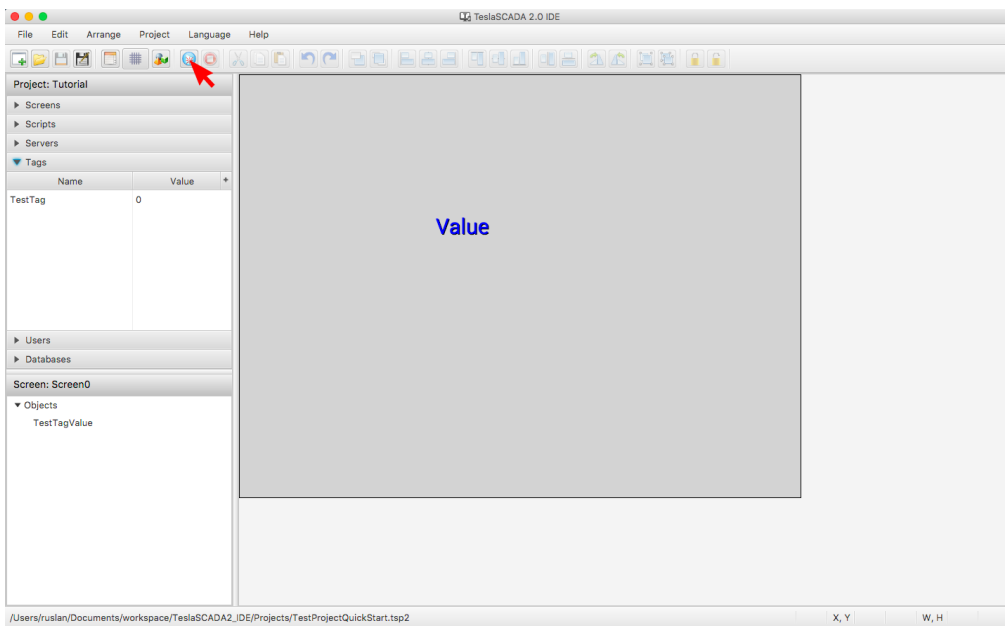 TeslaSCADA 2.0 IDE
File Edit Arrange Project Language Help
Project: Tutorial
Screens
Scripts
Servers
Tags
Name Value +
TestTag 0
Value
Users
Databases
Screen: Screen0
Objects
TestTagValue
/Users/ruslan/Documents/workspace/TeslaSCADA2_IDE/Projects/TestProjectQuickStart.tsp2 X, Y W, H